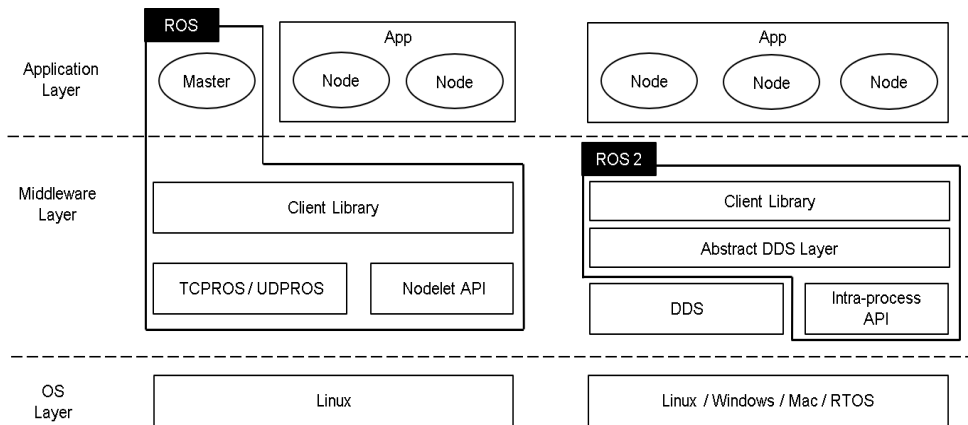 ROS
App
App
Application
Layer
Master
Node
Node
Node
Node
Node
ROS 2
Middleware
Layer
Client Library
Client Library
Abstract DDS Layer
TCPROS / UDPROS
Nodelet API
DDS
Intra-process
API
OS
Layer
Linux
Linux / Windows / Mac / RTOS